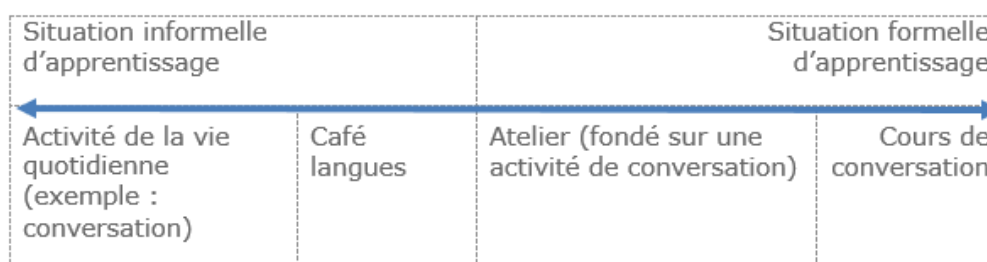 Situation informelle
d'apprentissage
Situation formelle
d'apprentissage
Activité de la vie
quotidienne
(exemple :
conversation)
Café
langues
Atelier (fondé sur une
activité de conversation)
Cours de
conversation